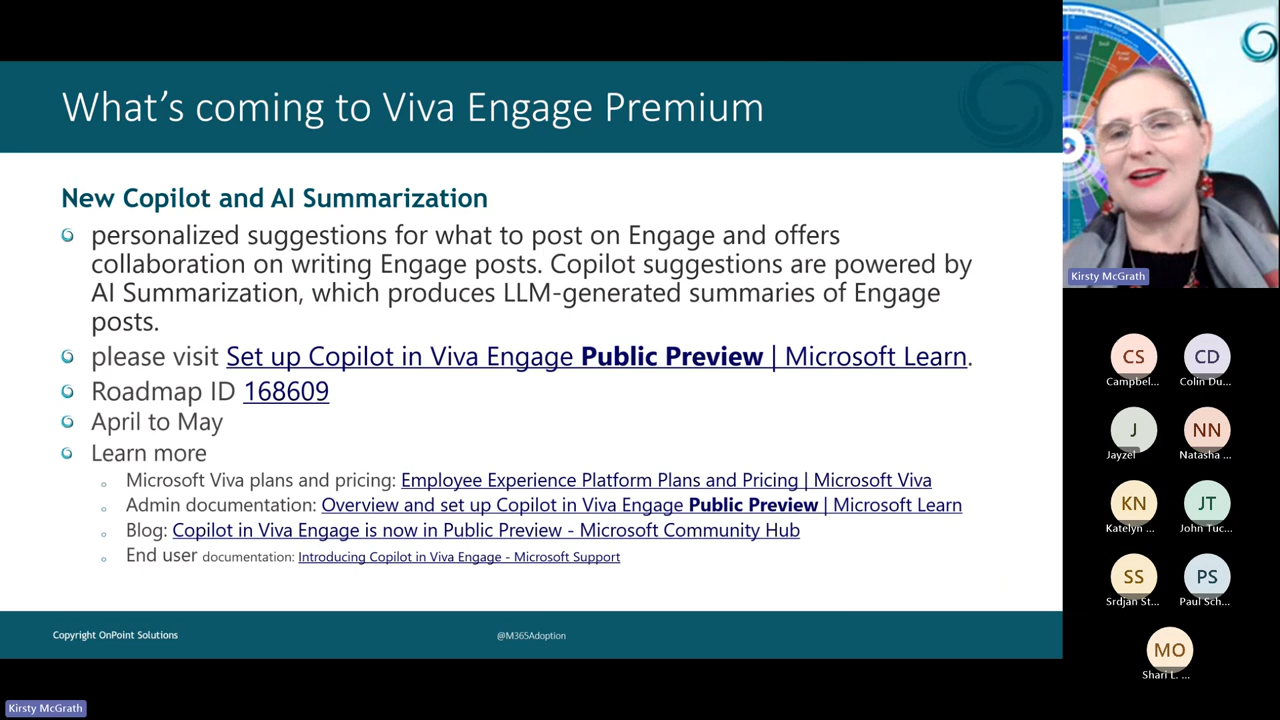 What's coming to Viva Engage Premium
New Copilot and AI Summarization
personalized suggestions for what to post on Engage and offers
collaboration on writing Engage posts. Copilot suggestions are powered by
AI Summarization, which produces LLM-generated summaries of Engage
posts.
please visit Set up Copilot in Viva Engage Public Preview | Microsoft Learn.
Roadmap ID 168609
April to May
Learn more
Microsoft Viva plans and pricing: Employee Experience Platform Plans and Pricing | Microsoft Viva
Admin documentation: Overview and set up Copilot in Viva Engage Public Preview | Microsoft Learn
Blog: Copilot in Viva Engage is now in Public Preview - Microsoft Community Hub
End user documentation: Introducing Copilot in Viva Engage - Microsoft Support
Copyright OnPoint Solutions
@M365Adoption
Kirsty McGrath
Kirsty McGrath
CS
Campbel...
CD
Colin Du...
J
Jayzel
NN
Natasha ...
KN
Katelyn ...
JT
John Tuc...
SS
Srdjan St...
PS
Paul Sch...
MO
Shari L. ...